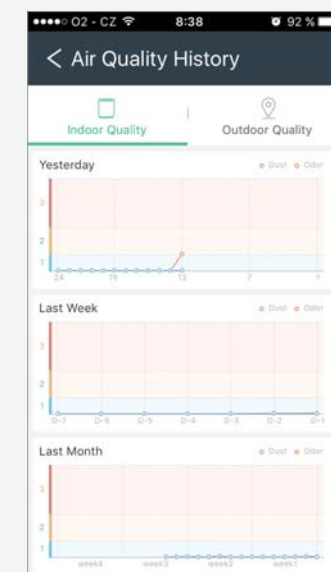 O2 - CZ 8:38 92 %
Air Quality History
Indoor Quality Outdoor Quality
Yesterday Dust Odor
3
2
1
24 19 13 7 1
Last Week Dust Odor
3
2
1
D-7 D-6 D-5 D-4 D-3 D-2 D-1
Last Month Dust Odor
3
2
1
week4 week3 week2 week1